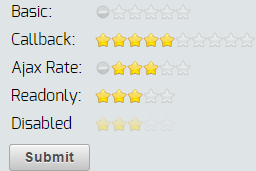 Basic:
Callback:
Ajax Rate:
Readonly:
Disabled
Submit